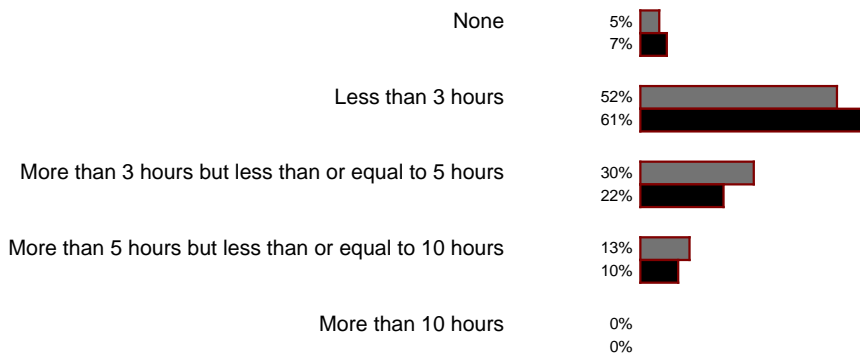 None
5%
7%
Less than 3 hours
52%
61%
More than 3 hours but less than or equal to 5 hours
30%
22%
More than 5 hours but less than or equal to 10 hours
13%
10%
More than 10 hours
0%
0%